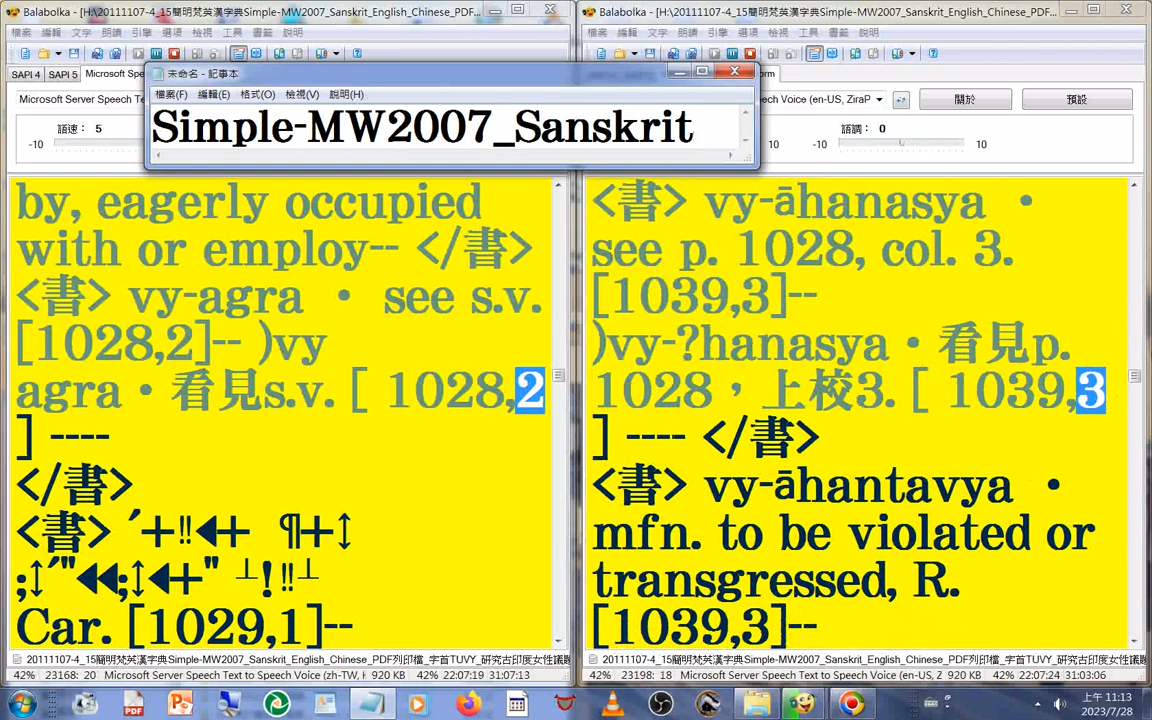 Balabolka - [H:\20111107-4_15簡明梵英漢字典Simple-MW2007_Sanskrit_English_Chinese_PDF...
Balabolka - [H:\20111107-4_15簡明梵英漢字典Simple-MW2007_Sanskrit_English_Chinese_PDF...
檔案 編輯 文字 朗讀 引擎 選項 檢視 工具 書籤 說明
檔案 編輯 文字 朗讀 引擎 選項 檢視 工具 書籤 說明
SAPI 4 SAPI 5 Microsoft Sp
未命名 - 記事本
檔案(F) 編輯(E) 格式(O) 檢視(V) 說明(H)
Simple-MW2007_Sanskrit
Microsoft Server Speech Te
ech Voice (en-US, ZiraP
關於
預設
語速： 5
語調： 0
-10
10
-10
10
by, eagerly occupied
with or employ-- </書>
<書> vy-agra • see s.v.
[1028,2]-- )vy
agra • 看見s.v. [ 1028,2
] ----
</書>
Car. [1029,1]--
<書> vy-āhanasya •
see p. 1028, col. 3.
[1039,3]--
)vy-?hanasya • 看見p.
1028，上校3. [ 1039,3
] ---- </書>
<書> vy-āhantavya •
mfn. to be violated or
transgressed, R.
[1039,3]--
20111107-4_15簡明梵英漢字典Simple-MW2007_Sanskrit_English_Chinese_PDF列印檔_字首TUVY_研究古印度女性議題
20111107-4_15簡明梵英漢字典Simple-MW2007_Sanskrit_English_Chinese_PDF列印檔_字首TUVY_研究古印度女性議題
42% 23168: 20 Microsoft Server Speech Text to Speech Voice (zh-TW, H 920 KB 22:07:24 31:07:13
42% 23198: 18 Microsoft Server Speech Text to Speech Voice (en-US, Z 920 KB 22:07:24 31:03:06
上午 11:13
2023/7/28